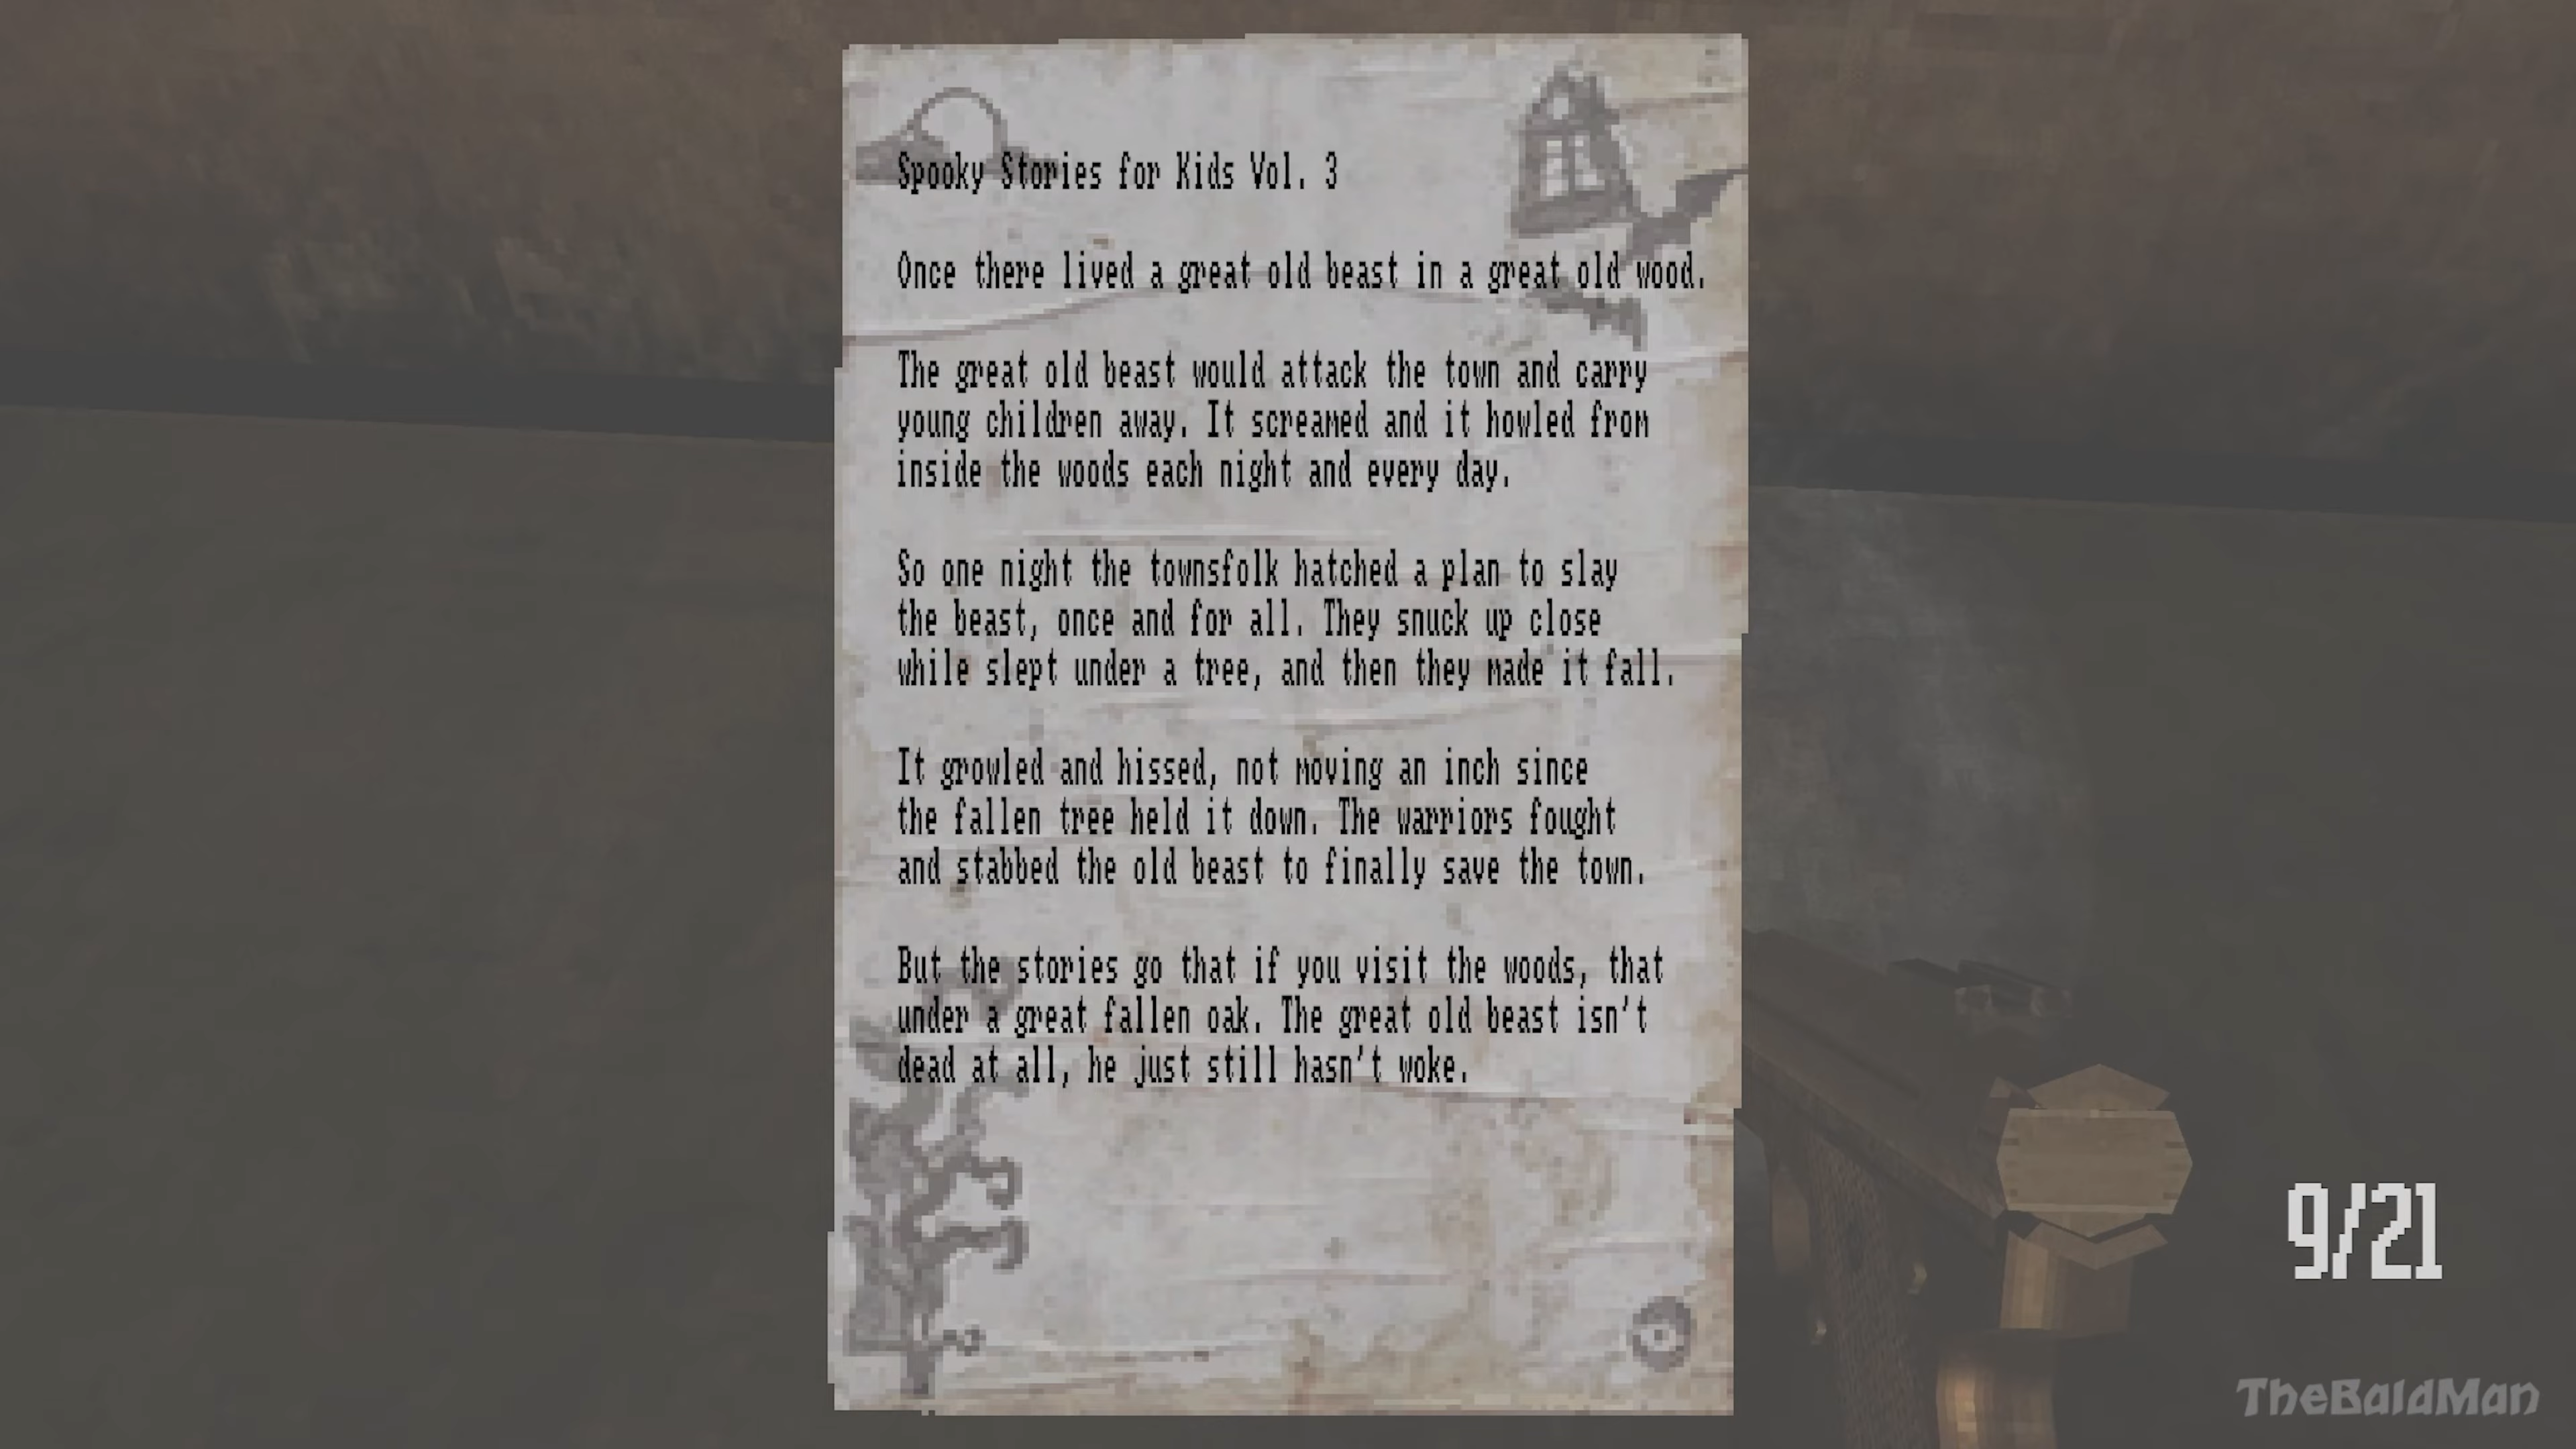 Spooky Stories for Kids Vol. 3
Once there lived a great old beast in a great old wood.
The great old beast would attack the town and carry
young children away. It screamed and it howled from
inside the woods each night and every day.
So one night the townsfolk hatched a plan to slay
the beast, once and for all. They snuck up close
while slept under a tree, and then they made it fall.
It growled and hissed, not moving an inch since
the fallen tree held it down. The warriors fought
and stabbed the old beast to finally save the town.
But the stories go that if you visit the woods, that
under a great fallen oak. The great old beast isn't
dead at all, he just still hasn't woke.
9/21
TheBaldMan